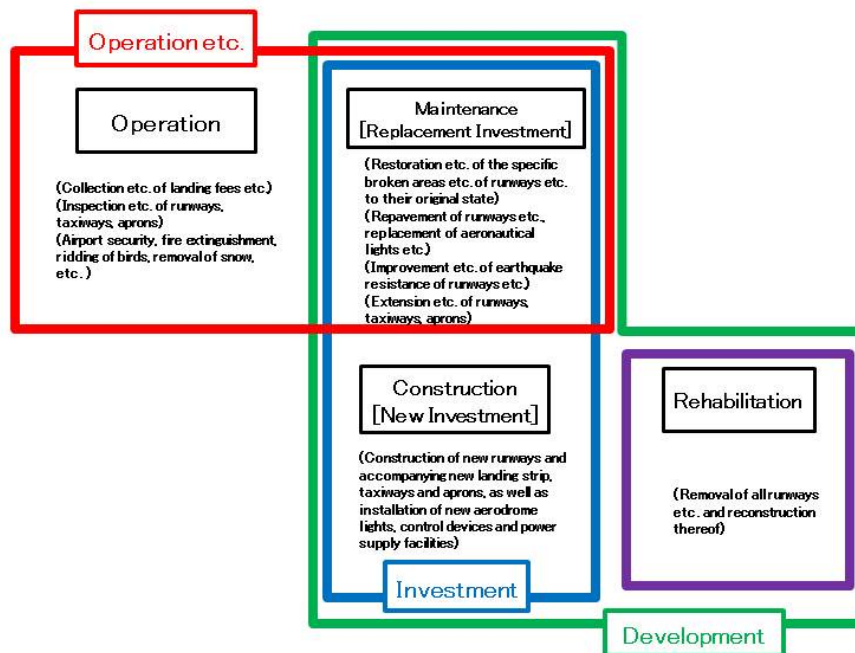 Operation etc.
Operation
(Collection etc. of landing fees etc.)
(Inspection etc. of runways,
taxiways, aprons)
(Airport security, fire extinguishment,
ridding of birds, removal of snow,
etc. )
Maintenance
[Replacement Investment]
(Restoration etc. of the specific
broken areas etc. of runways etc.
to their original state)
(Repavement of runways etc.,
replacement of aeronautical
lights etc.)
(Improvement etc. of earthquake
resistance of runways etc.)
(Extension etc. of runways,
taxiways, aprons)
Construction
[New Investment]
(Construction of new runways and
accompanying new landing strip,
taxiways and aprons, as well as
installation of new aerodrome
lights, control devices and power
supply facilities)
Investment
Rehabilitation
(Removal of all runways
etc. and reconstruction
thereof)
Development